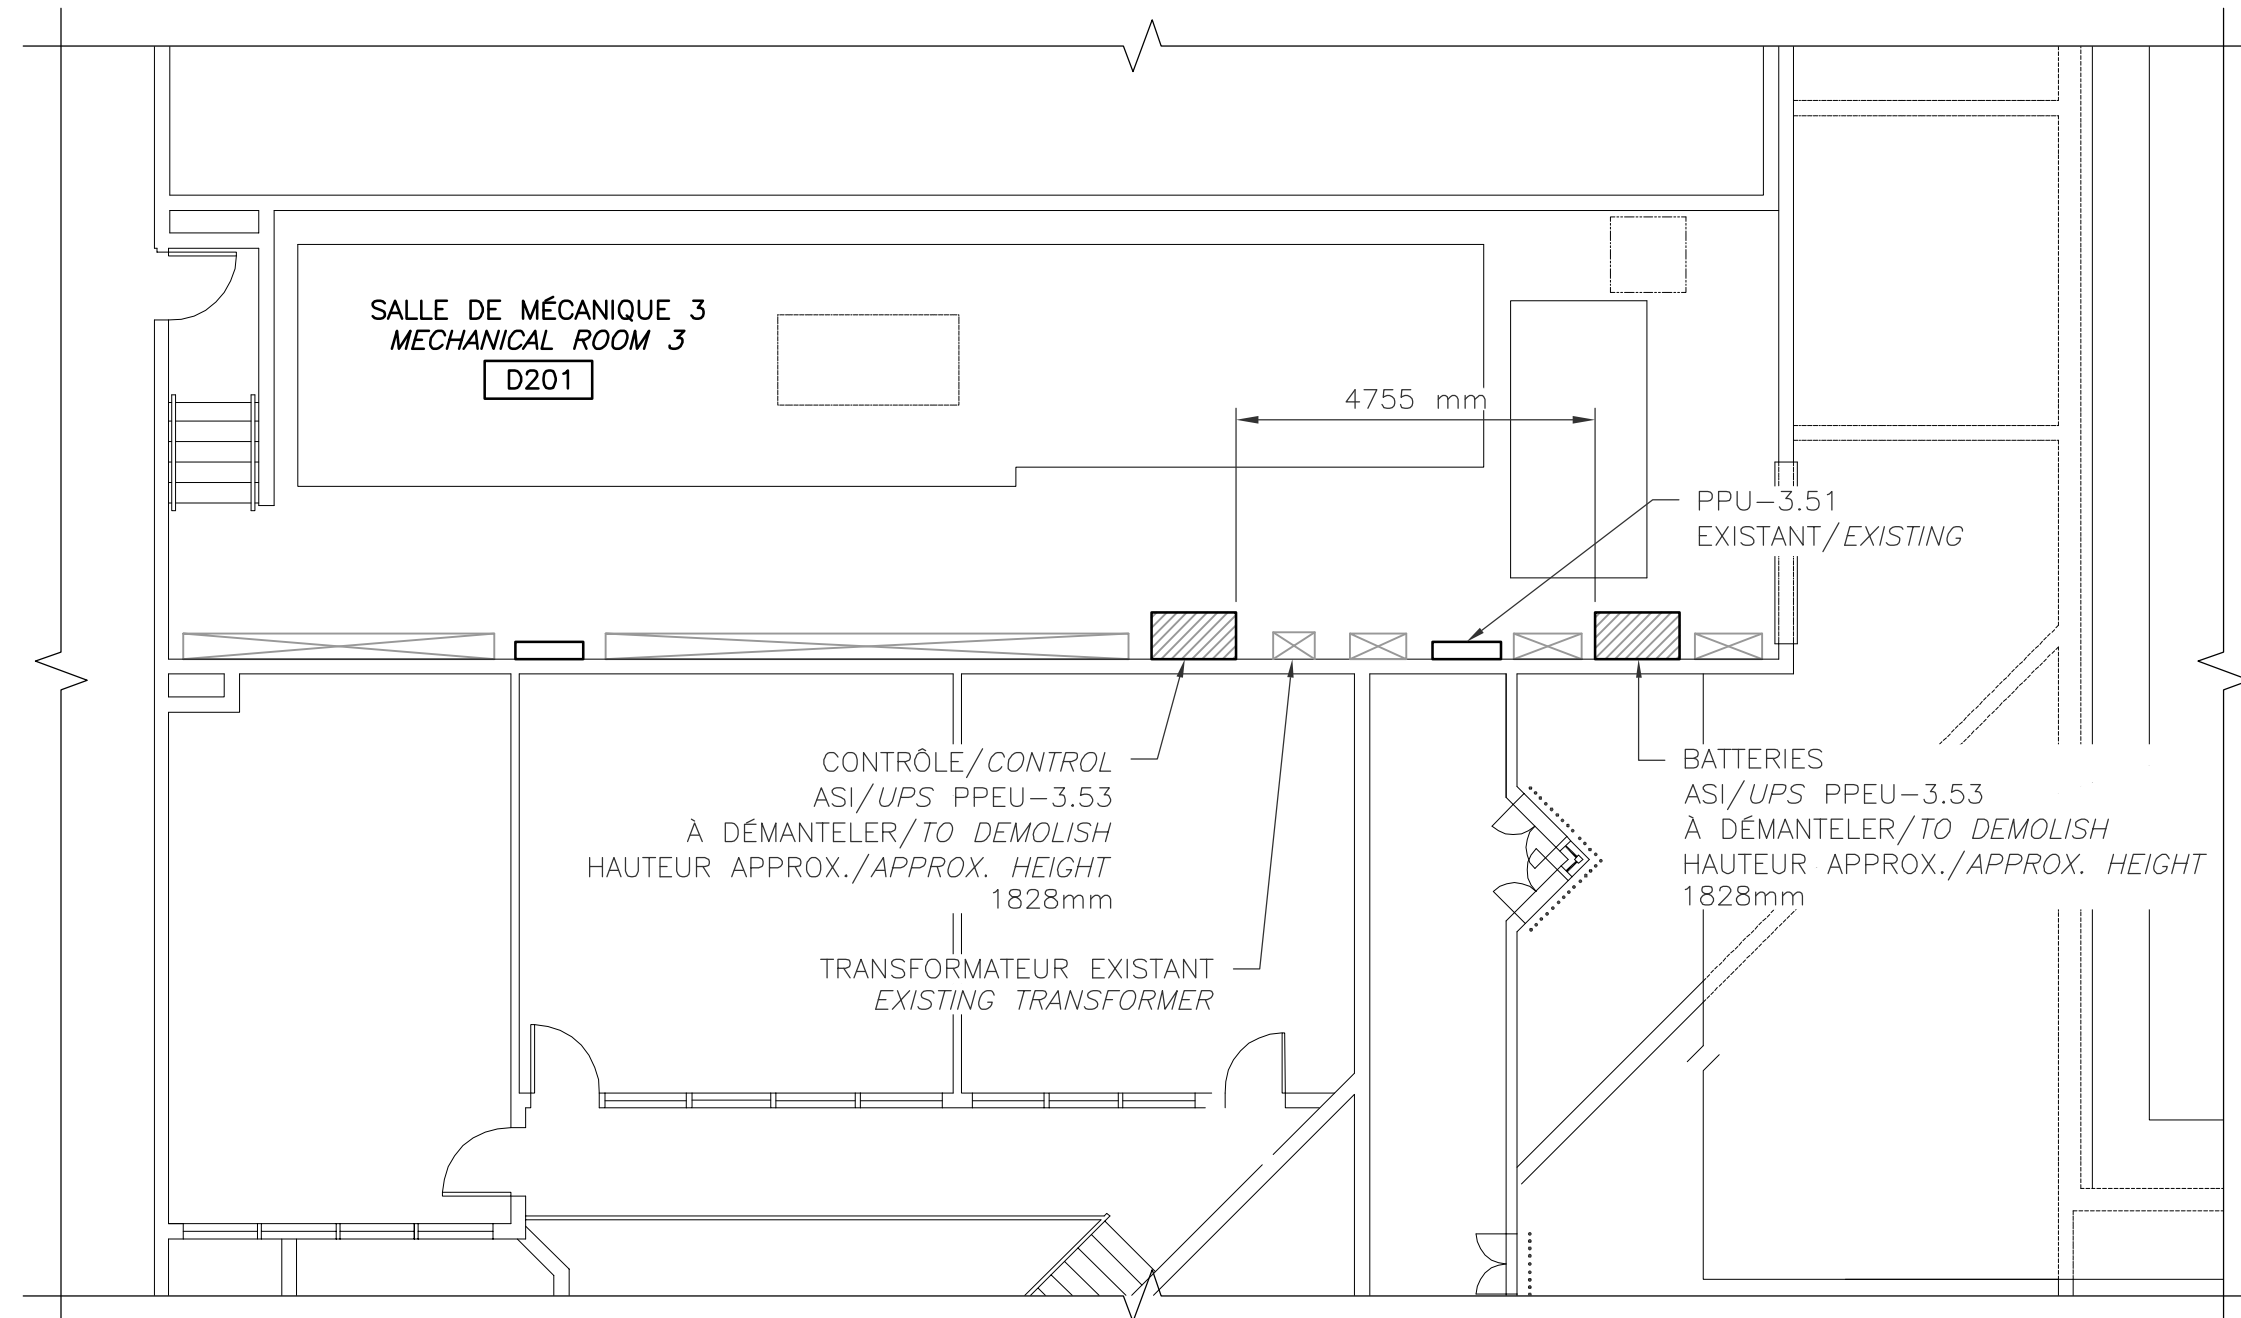 SALLE DE MÉCANIQUE 3
MECHANICAL ROOM 3
D201
4755 mm
PPU-3.51
EXISTANT/EXISTING
CONTRÔLE/CONTROL
ASI/UPS PPEU-3.53
À DÉMANTELER/TO DEMOLISH
HAUTEUR APPROX./APPROX. HEIGHT
1828mm
BATTERIES
ASI/UPS PPEU-3.53
À DÉMANTELER/TO DEMOLISH
HAUTEUR APPROX./APPROX. HEIGHT
1828mm
TRANSFORMATEUR EXISTANT
EXISTING TRANSFORMER